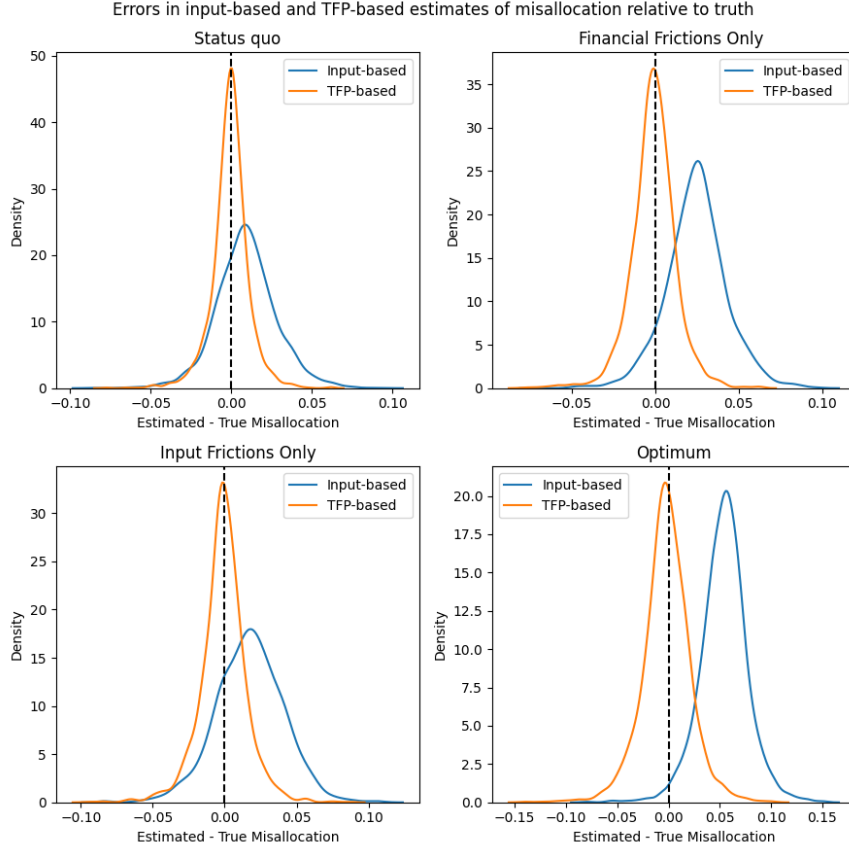 Errors in input-based and TFP-based estimates of misallocation relative to truth
Status quo
Input-based
TFP-based
Density
50
40
30
20
10
0
−0.10 −0.05 0.00 0.05 0.10
Estimated - True Misallocation
Financial Frictions Only
Input-based
TFP-based
Density
35
30
25
20
15
10
5
0
−0.05 0.00 0.05 0.10
Estimated - True Misallocation
Input Frictions Only
Input-based
TFP-based
Density
30
25
20
15
10
5
0
−0.10 −0.05 0.00 0.05 0.10
Estimated - True Misallocation
Optimum
Input-based
TFP-based
Density
20.0
17.5
15.0
12.5
10.0
7.5
5.0
2.5
0.0
−0.15 −0.10 −0.05 0.00 0.05 0.10 0.15
Estimated - True Misallocation